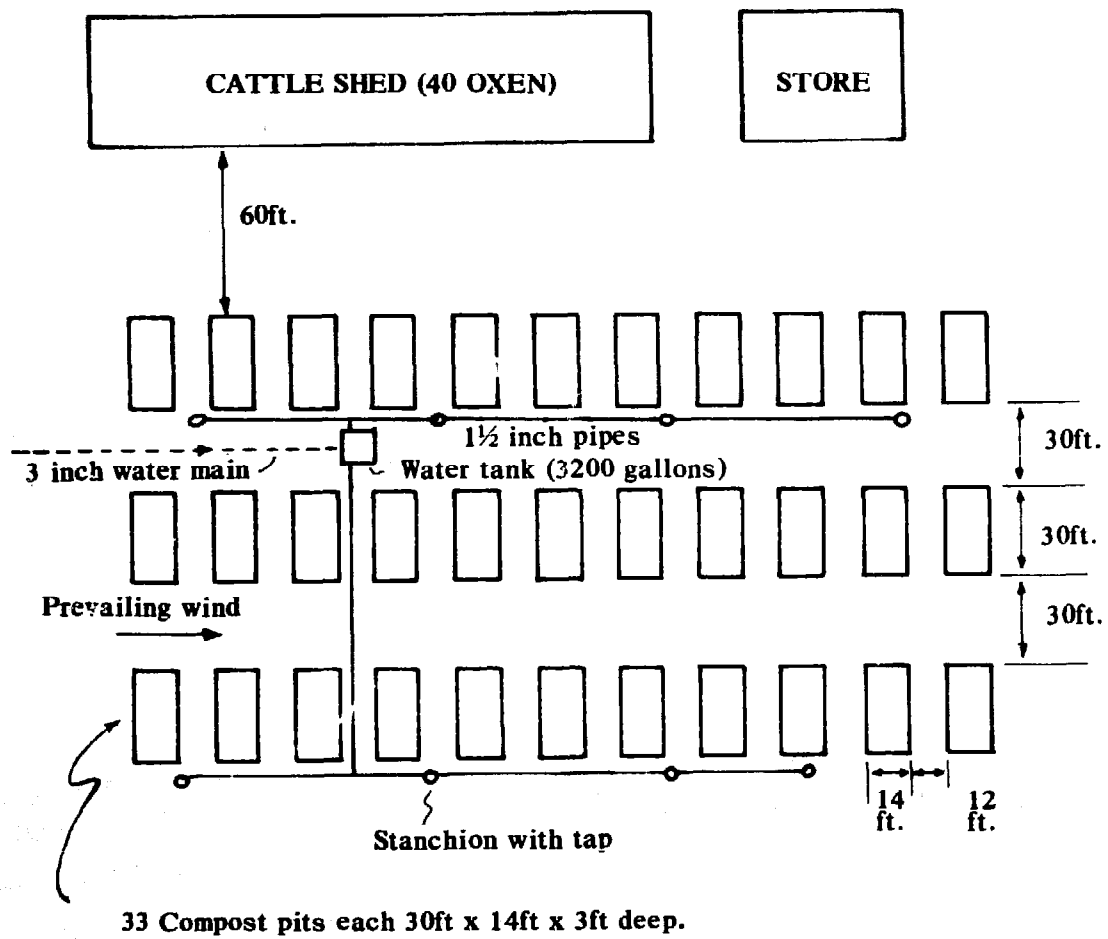 CATTLE SHED (40 OXEN)
STORE
60ft.
1½ inch pipes
3 inch water main
Water tank (3200 gallons)
30ft.
30ft.
Prevailing wind
30ft.
14
ft.
12
ft.
Stanchion with tap
33 Compost pits each 30ft x 14ft x 3ft deep.